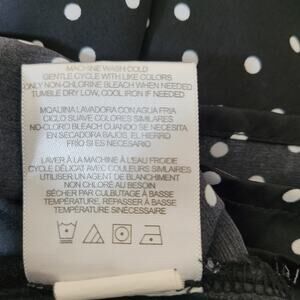 MACHINE WASH COLD
GENTLE CYCLE WITH LIKE COLORS
ONLY NON-CHLORINE BLEACH WHEN NEEDED
TUMBLE DRY LOW, COOL IRON IF NEEDED
MOAUINA LAVADORA CON AGUA FRIA
CICLO SUAVE COLORES SIMILARES
NO-CLORO BLEACH CUANDO SE NECESITA
EN SECADORA BAJOS. EL HIERRO
FRÍO SI ES NECESARIO
LAVER À LA MACHINE À L'EAU FROIDE
CYCLE DÉLICAT AVEC COULEURS SIMILAIRES
UTILISER UN AGENT DE BLANCHIMENT
NON CHLORÉ AU BESOIN
SÈCHER PAR CULBUTAGE À BASSE
TEMPÉRATURE, REPASSER À BASSE
TEMPÉRATURE SINECESSAIRE